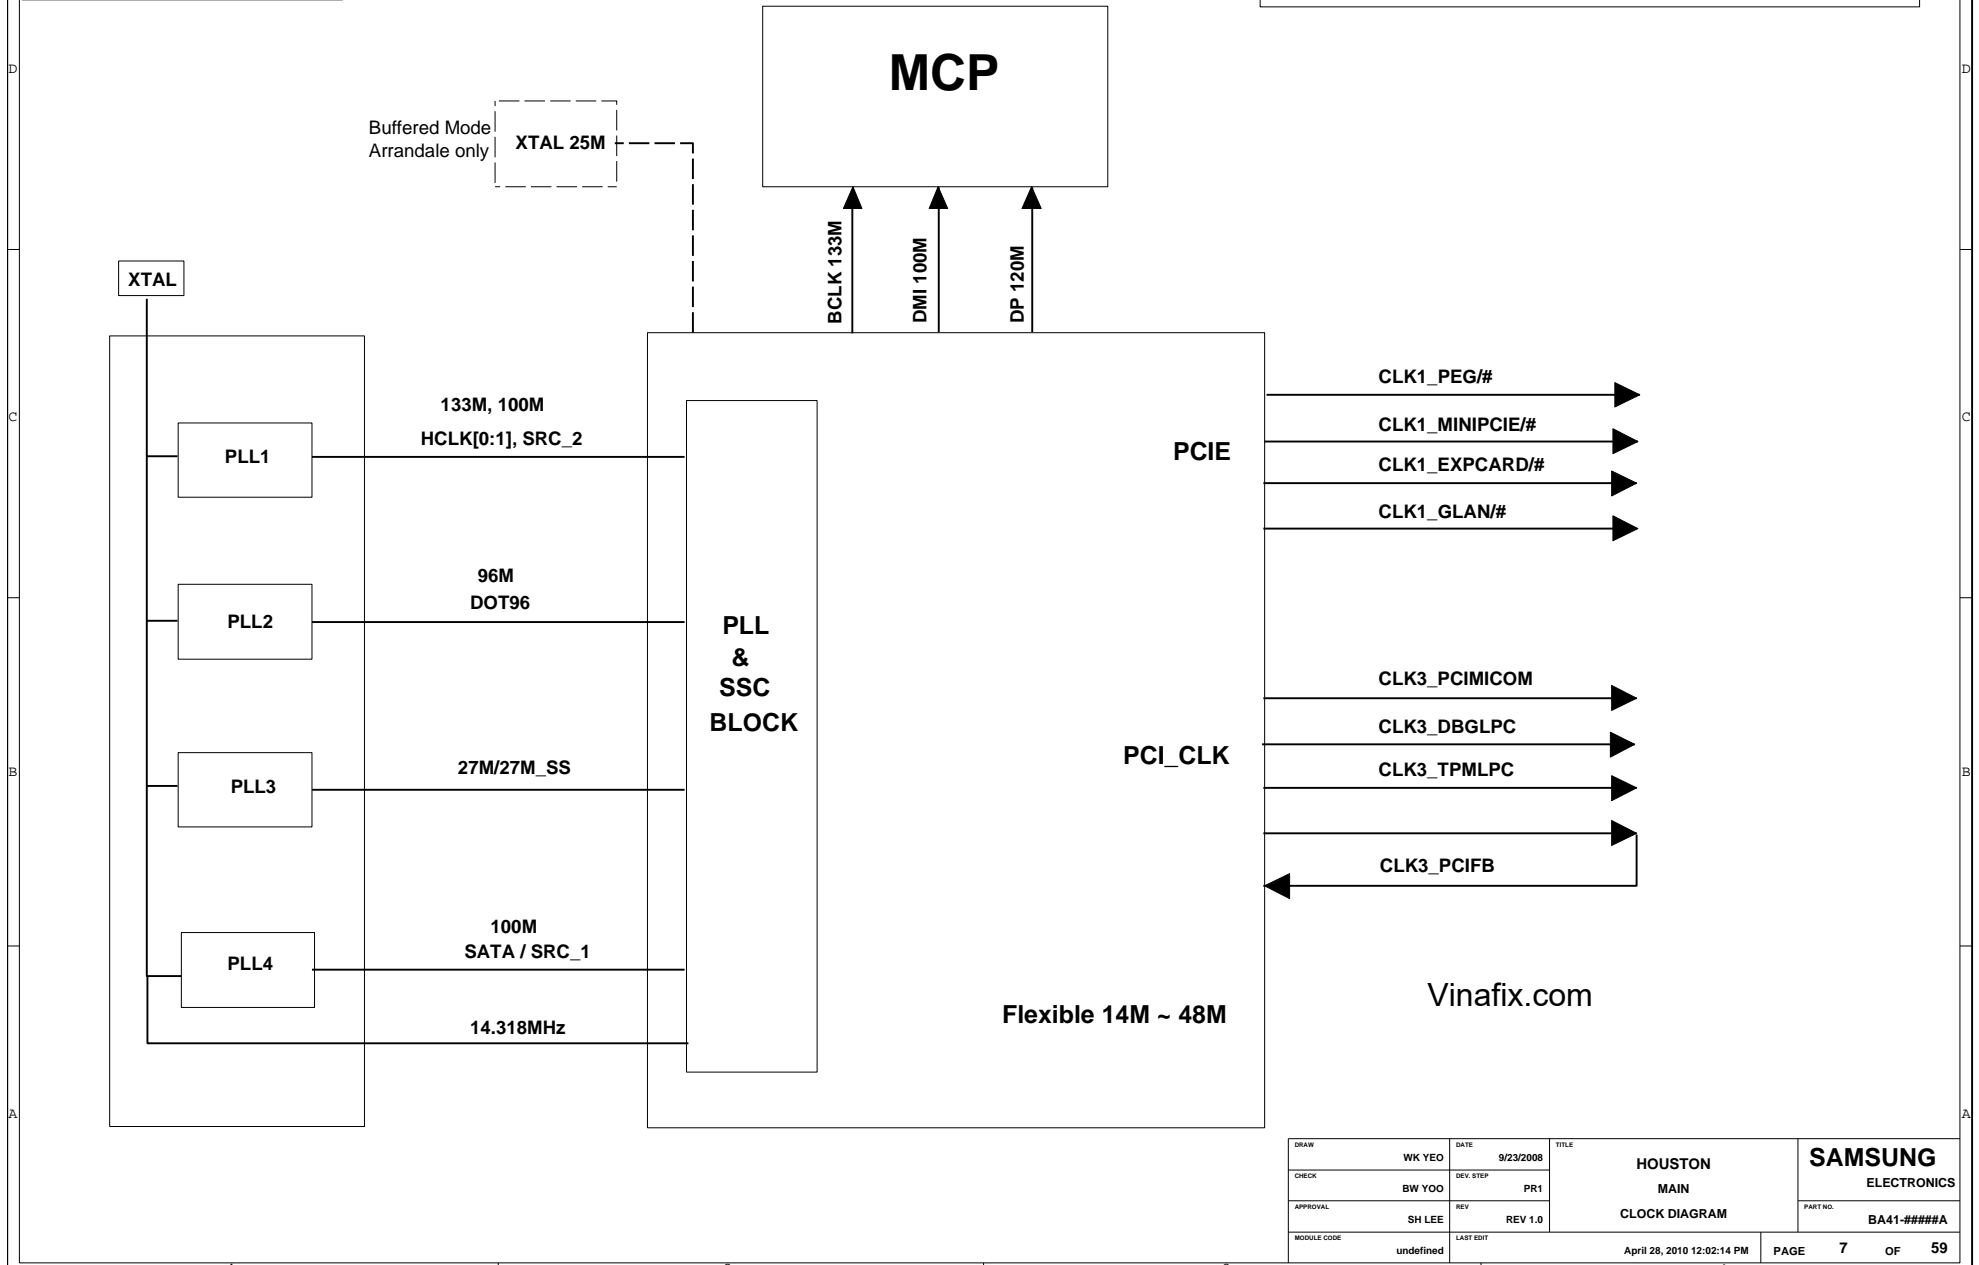 D
D
MCP
Buffered Mode
Arrandale only
XTAL 25M
BCLK 133M
DMI 100M
DP 120M
XTAL
C
C
133M, 100M
HCLK[0:1], SRC_2
PLL1
PCIE
CLK1_PEG/#
CLK1_MINIPCIE/#
CLK1_EXPCARD/#
CLK1_GLAN/#
96M
DOT96
PLL2
PLL
&
SSC
BLOCK
CLK3_PCIMICOM
CLK3_DBGLPC
PCI_CLK
CLK3_TPMLPC
B
B
27M/27M_SS
PLL3
CLK3_PCIFB
100M
SATA / SRC_1
PLL4
14.318MHz
Flexible 14M ~ 48M
Vinafix.com
A
A
DRAW
WK YEO
DATE
9/23/2008
TITLE
HOUSTON
MAIN
CLOCK DIAGRAM
SAMSUNG
ELECTRONICS
CHECK
BW YOO
DEV. STEP
PR1
APPROVAL
SH LEE
REV
REV 1.0
PART NO.
BA41-#####A
MODULE CODE
undefined
LAST EDIT
April 28, 2010 12:02:14 PM
PAGE 7 OF 59